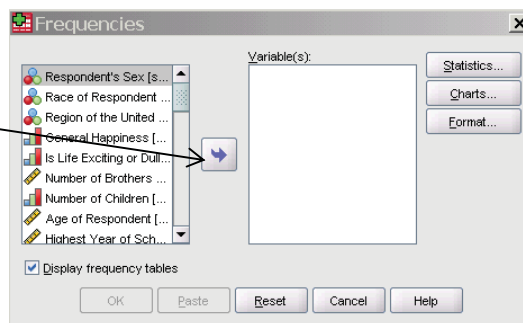 Frequencies
Variable(s):
Respondent's Sex [s...
Race of Respondent ...
Region of the United ...
General Happiness [...
Is Life Exciting or Dull...
Number of Brothers ...
Number of Children [...
Age of Respondent [...
Highest Year of Sch...
Statistics...
Charts...
Format...
Display frequency tables
OK Paste Reset Cancel Help